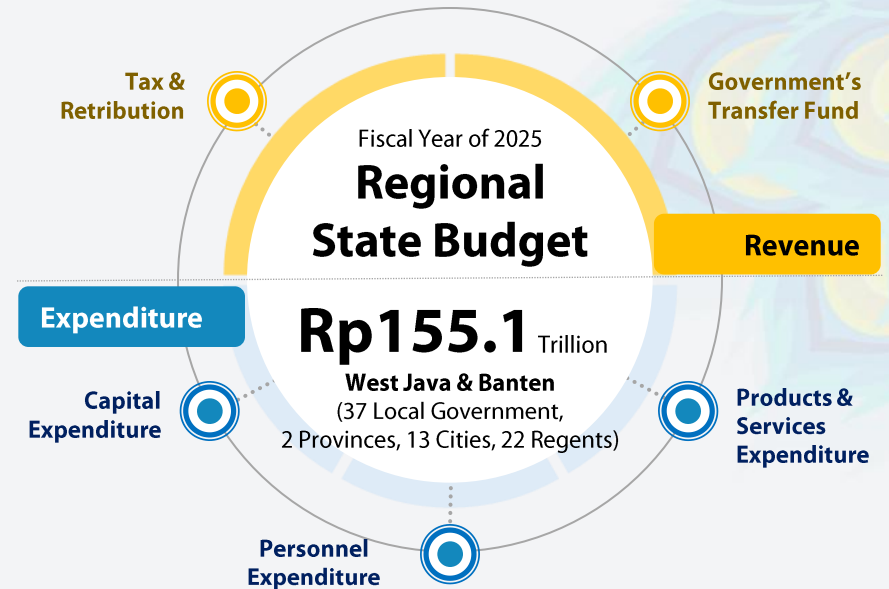 Tax &
Retribution
Government's
Transfer Fund
Fiscal Year of 2025
Regional
State Budget
Revenue
Expenditure
Rp155.1 Trillion
West Java & Banten
(37 Local Government,
2 Provinces, 13 Cities, 22 Regents)
Capital
Expenditure
Products &
Services
Expenditure
Personnel
Expenditure